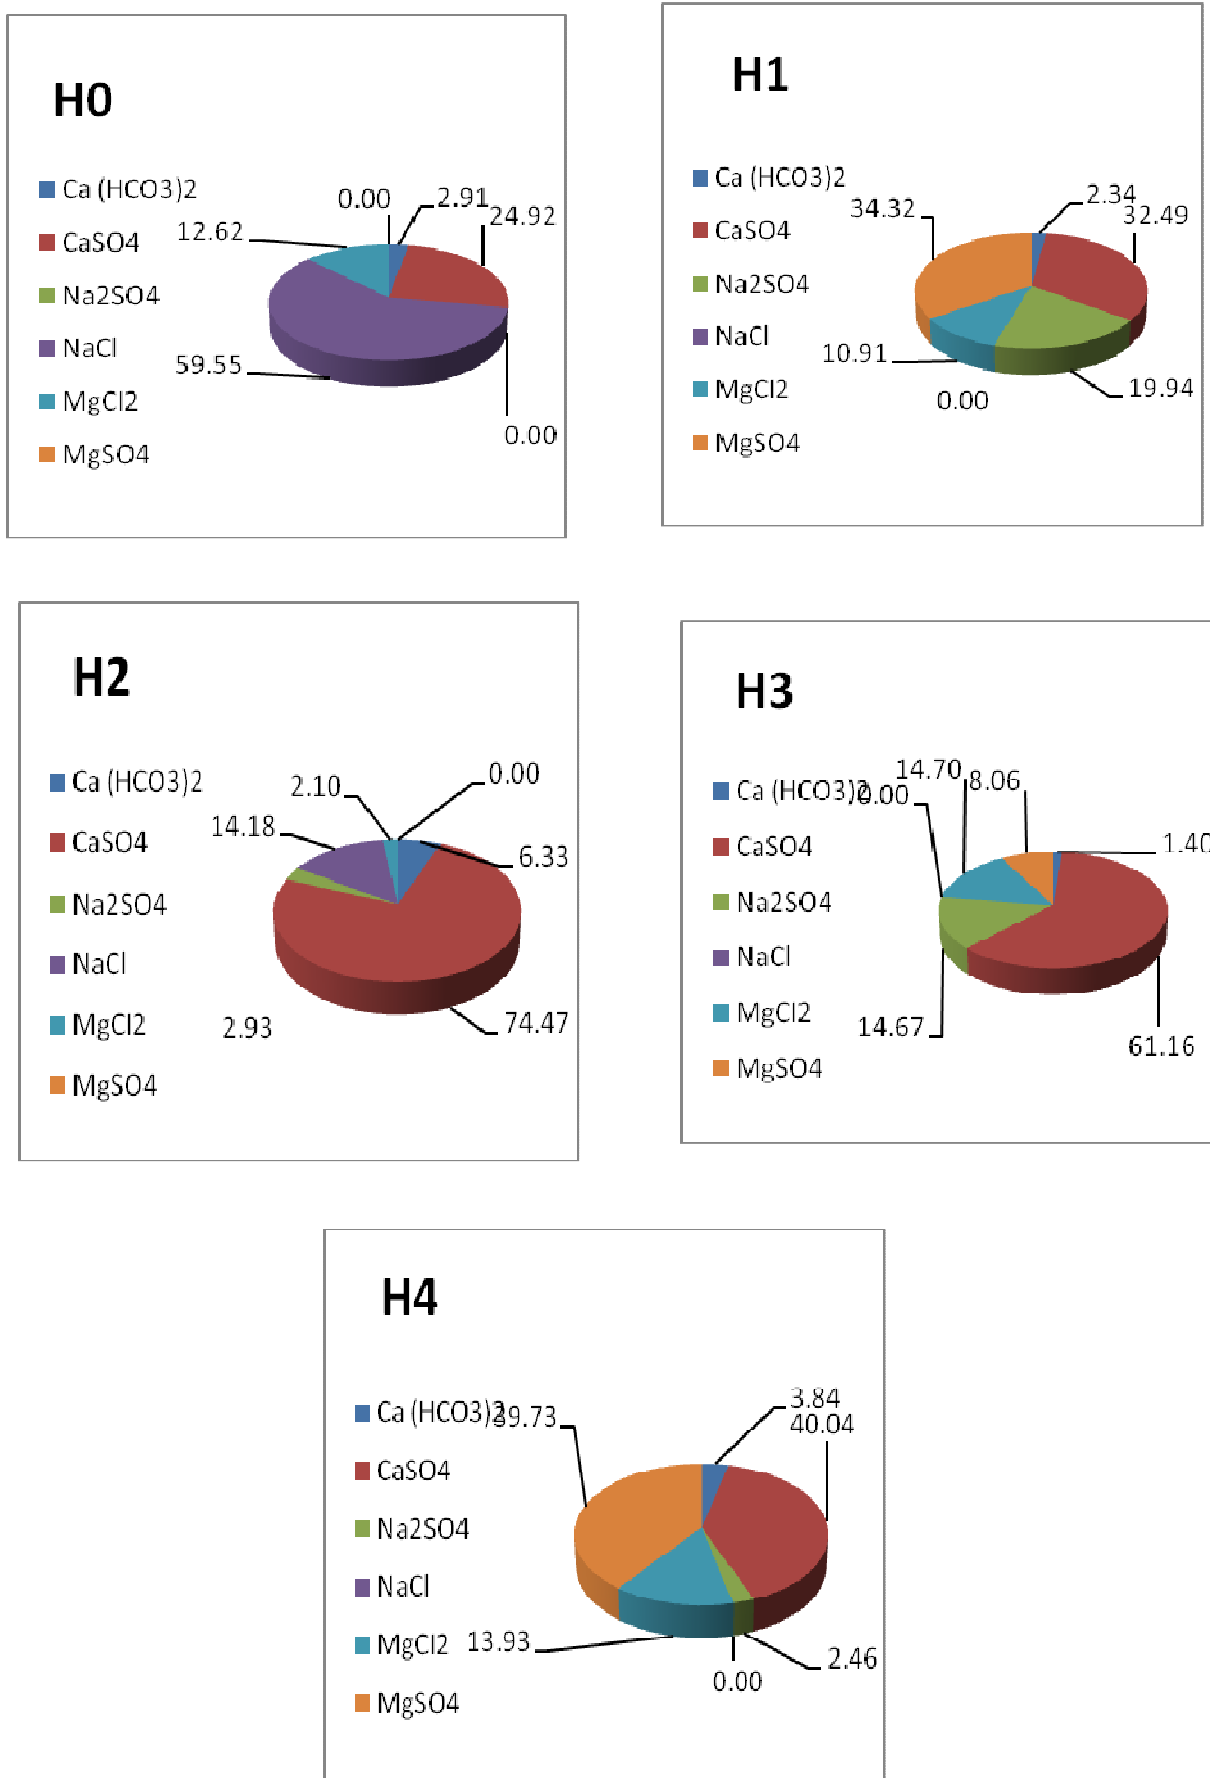 H0
Ca (HCO3)2
CaSO4
Na2SO4
NaCl
MgCl2
MgSO4
0.00
2.91
24.92
12.62
59.55
0.00
H1
Ca (HCO3)2
CaSO4
Na2SO4
NaCl
MgCl2
MgSO4
2.34
32.49
34.32
10.91
0.00
19.94
H2
Ca (HCO3)2
CaSO4
Na2SO4
NaCl
MgCl2
MgSO4
0.00
2.10
14.18
6.33
2.93
74.47
H3
Ca (HCO3)2
CaSO4
Na2SO4
NaCl
MgCl2
MgSO4
14.70
8.06
0.00
1.40
14.67
61.16
H4
Ca (HCO3)2
CaSO4
Na2SO4
NaCl
MgCl2
MgSO4
3.84
40.04
39.73
13.93
0.00
2.46